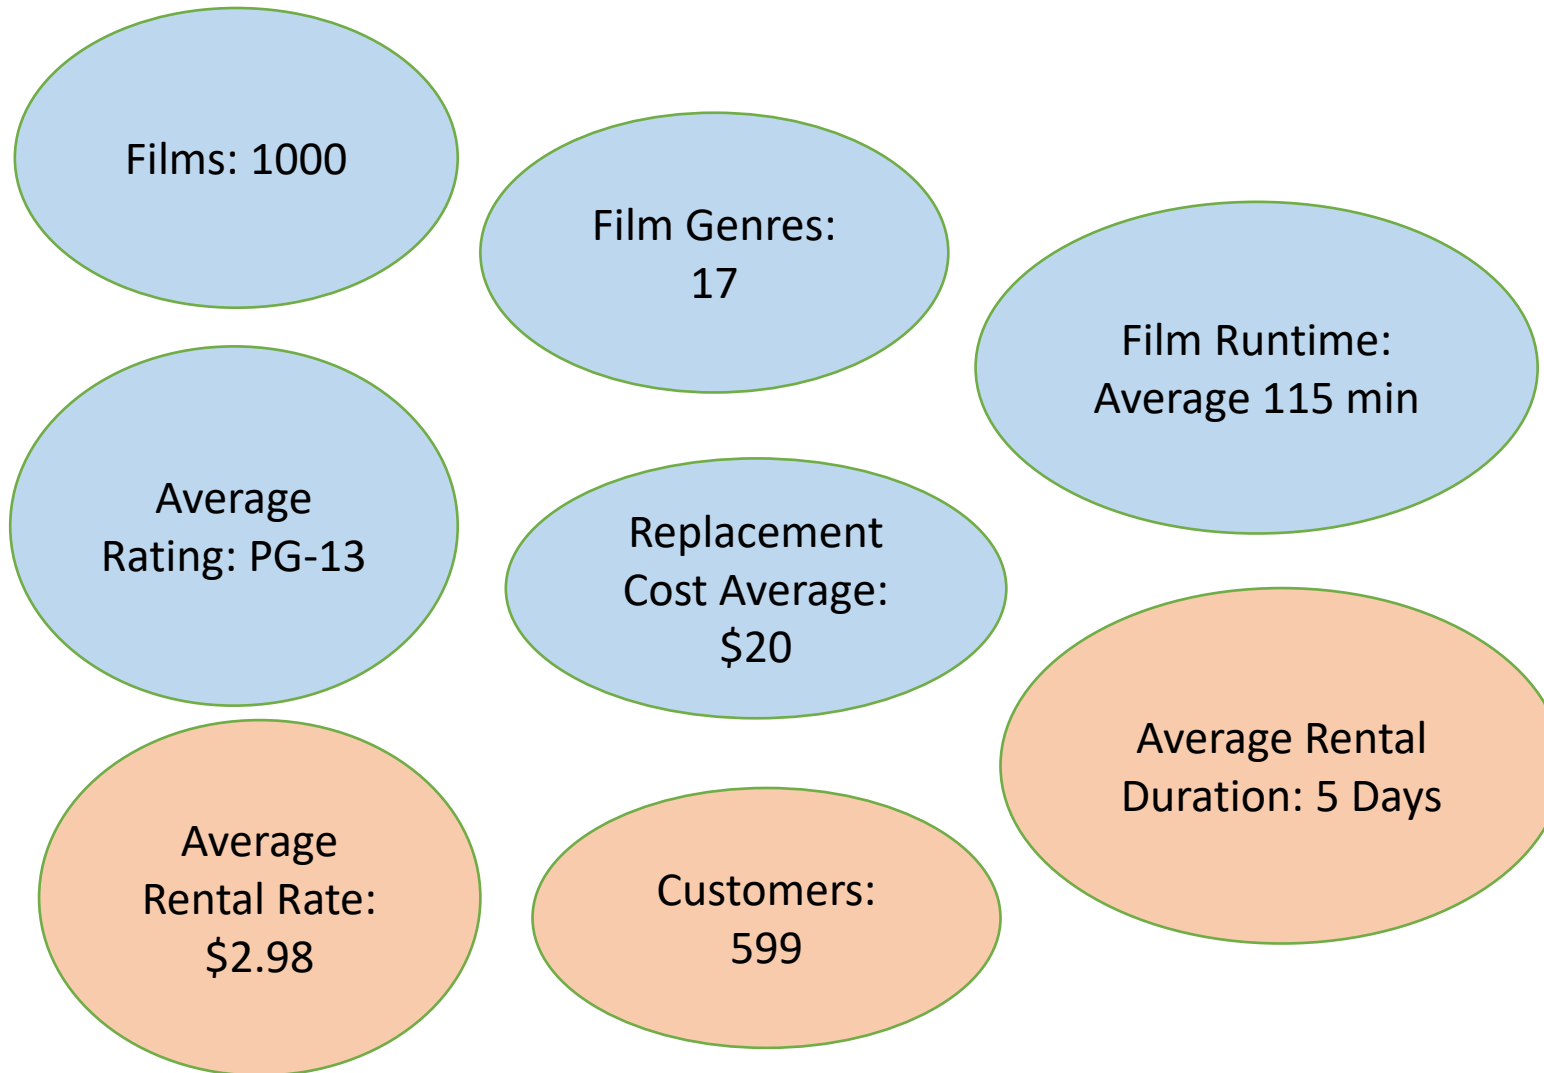 Films: 1000
Film Genres:
17
Film Runtime:
Average 115 min
Average
Rating: PG-13
Replacement
Cost Average:
$20
Average Rental
Duration: 5 Days
Average
Rental Rate:
$2.98
Customers:
599